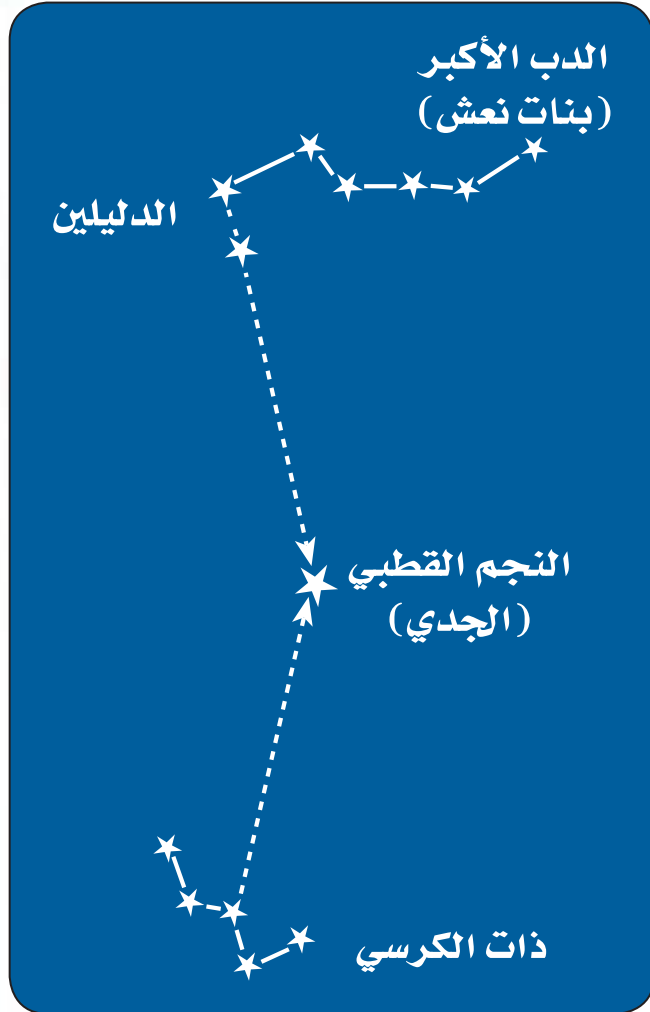 الدب الأكبر
(بنات نعش)
الدليلين
النجم القطبي
(الجدي)
ذات الكرسي